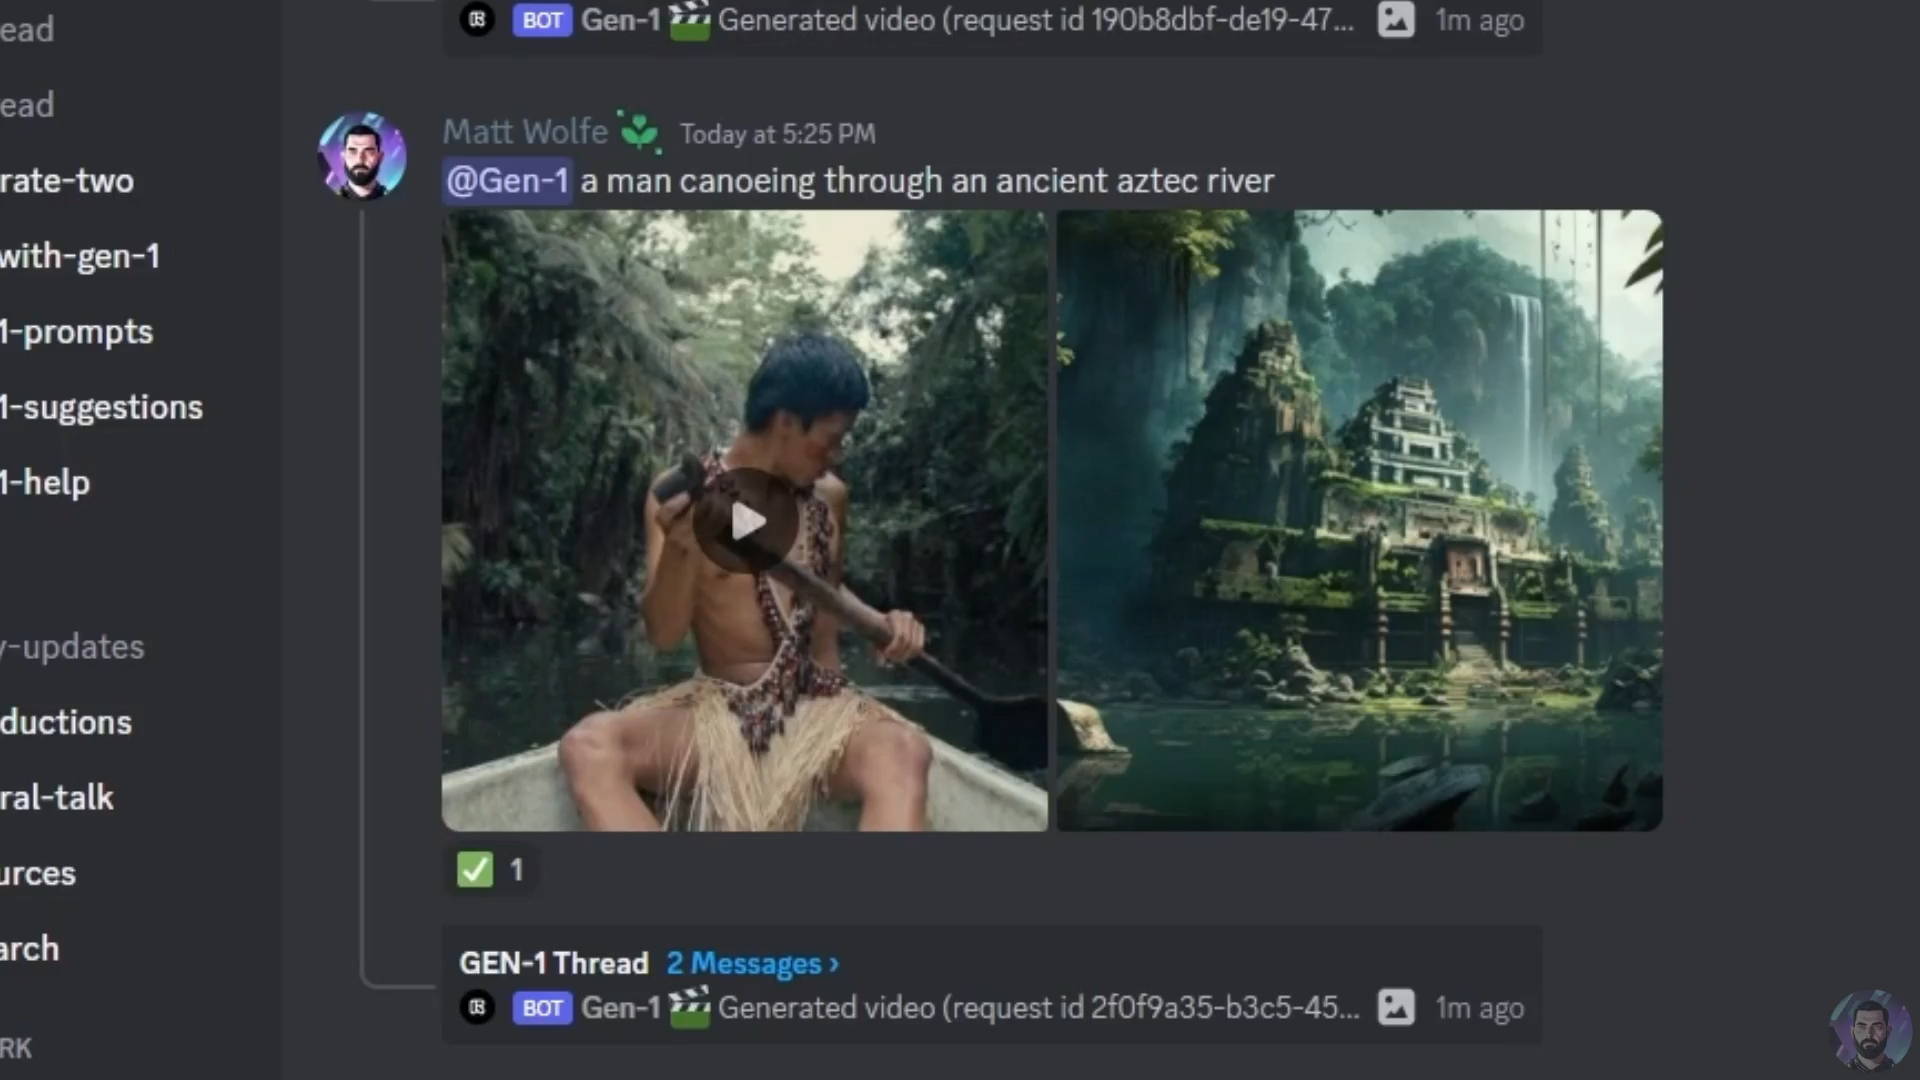 ead
ead
rate-two
with-gen-1
1-prompts
1-suggestions
1-help
y-updates
ductions
ral-talk
urces
arch
RK
BOT Gen-1 Generated video (request id 190b8dbf-de19-47... 1m ago
Matt Wolfe Today at 5:25 PM
@Gen-1 a man canoeing through an ancient aztec river
1
GEN-1 Thread 2 Messages ›
BOT Gen-1 Generated video (request id 2f0f9a35-b3c5-45... 1m ago